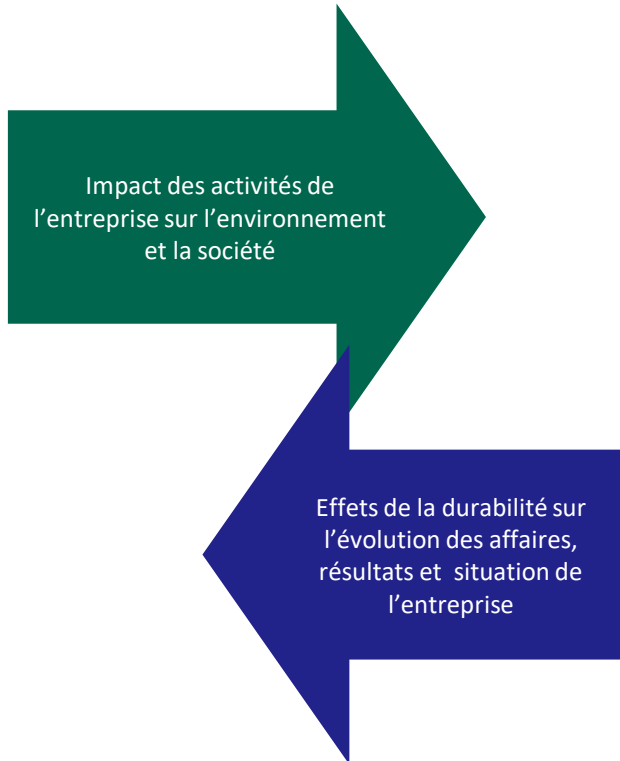 Impact des activités de
l’entreprise sur l’environnement
et la société
Effets de la durabilité sur
l’évolution des affaires,
résultats et  situation de
l’entreprise